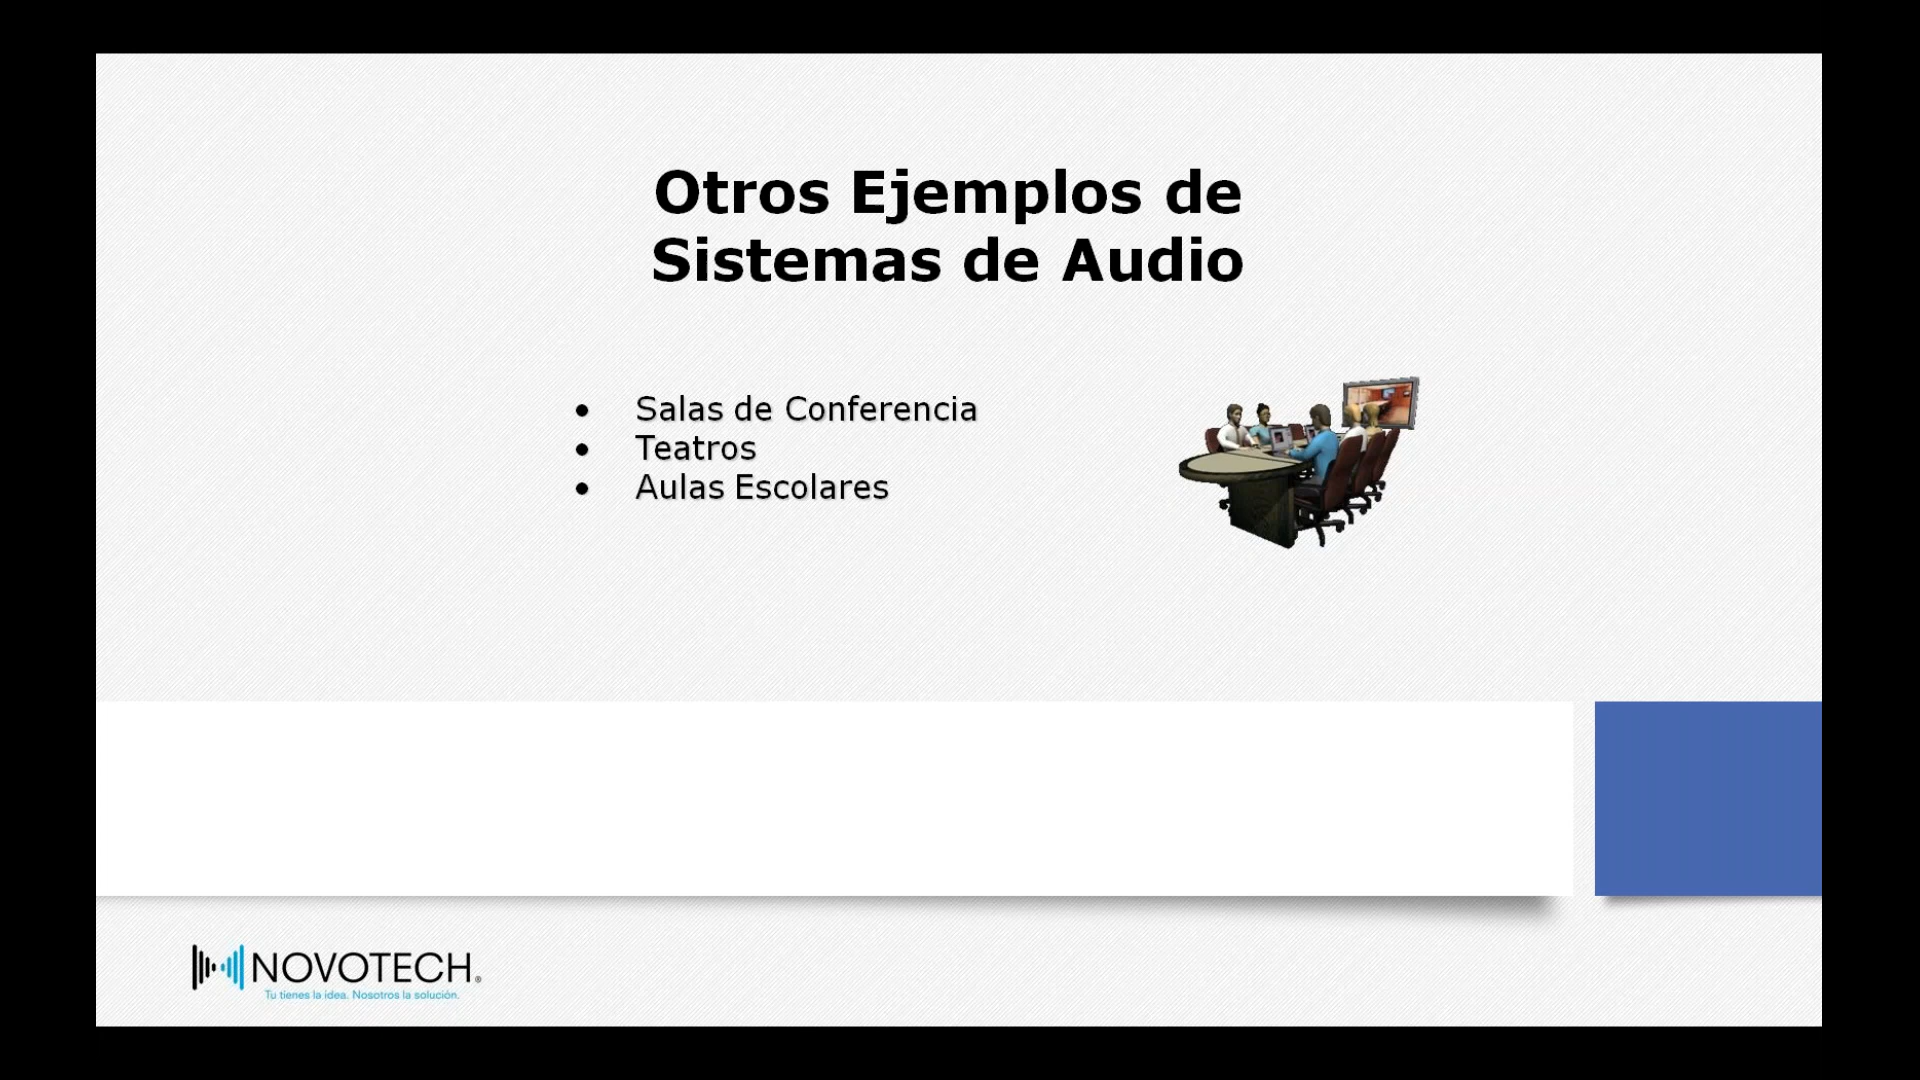 Otros Ejemplos de
Sistemas de Audio
• Salas de Conferencia
• Teatros
• Aulas Escolares
NOVOTECH®
Tu tienes la idea. Nosotros la solución.